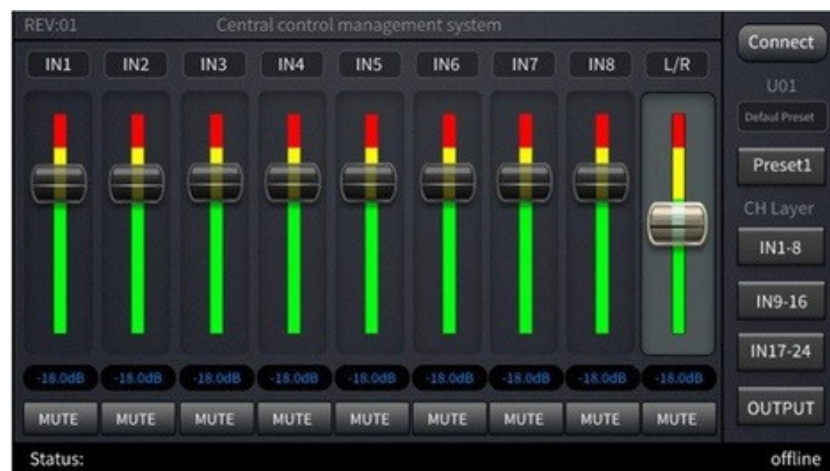 REV:01 Central control management system
IN1 IN2 IN3 IN4 IN5 IN6 IN7 IN8 L/R
-18.0dB -18.0dB -18.0dB -18.0dB -18.0dB -18.0dB -18.0dB -18.0dB -18.0dB
MUTE MUTE MUTE MUTE MUTE MUTE MUTE MUTE MUTE
Connect
U01
Defaul Preset
Preset1
CH Layer
IN1-8
IN9-16
IN17-24
OUTPUT
Status: offline